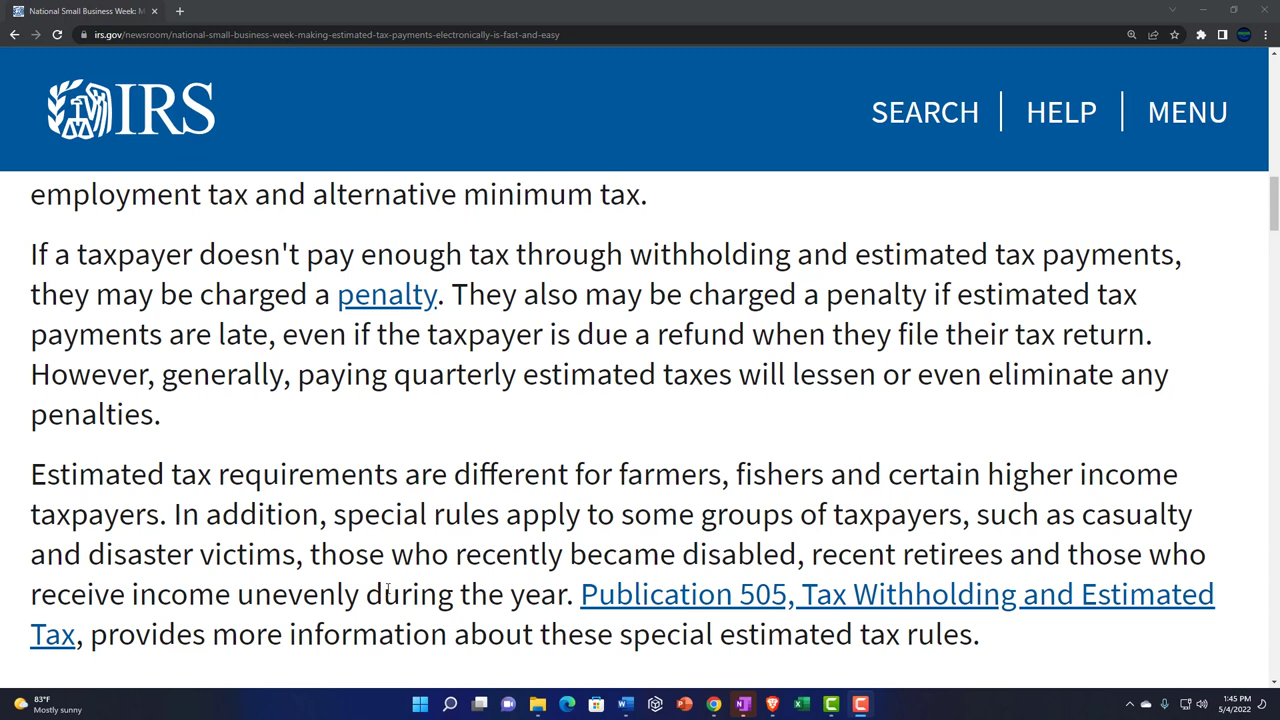 National Small Business Week: M
irs.gov/newsroom/national-small-business-week-making-estimated-tax-payments-electronically-is-fast-and-easy
IRS
SEARCH HELP MENU
employment tax and alternative minimum tax.
If a taxpayer doesn't pay enough tax through withholding and estimated tax payments,
they may be charged a penalty. They also may be charged a penalty if estimated tax
payments are late, even if the taxpayer is due a refund when they file their tax return.
However, generally, paying quarterly estimated taxes will lessen or even eliminate any
penalties.
Estimated tax requirements are different for farmers, fishers and certain higher income
taxpayers. In addition, special rules apply to some groups of taxpayers, such as casualty
and disaster victims, those who recently became disabled, recent retirees and those who
receive income unevenly during the year. Publication 505, Tax Withholding and Estimated
Tax, provides more information about these special estimated tax rules.
83°F
Mostly sunny
1:45 PM
5/4/2022